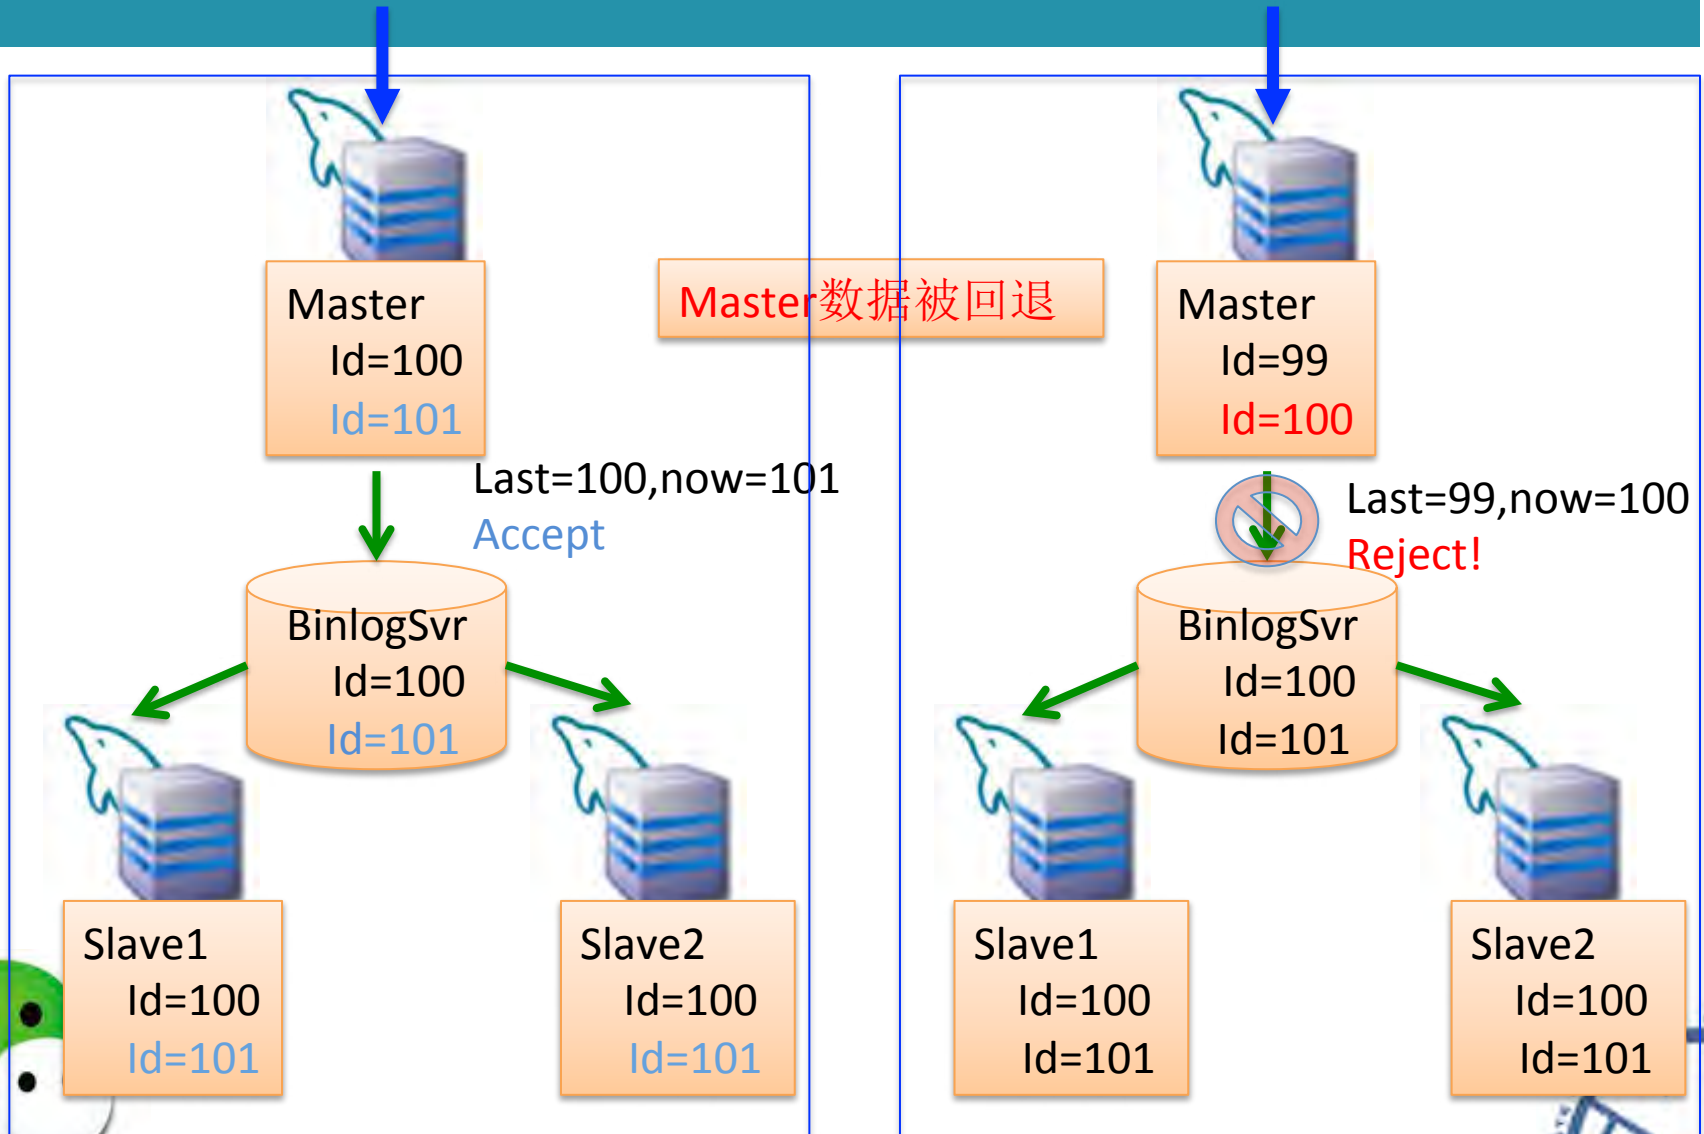 Master
Id=100
Id=101
Last=100,now=101
Accept
BinlogSvr
Id=100
Id=101
Slave1
Id=100
Id=101
Slave2
Id=100
Id=101
Master数据被回退
Master
Id=99
Id=100
Last=99,now=100
Reject!
BinlogSvr
Id=100
Id=101
Slave1
Id=100
Id=101
Slave2
Id=100
Id=101